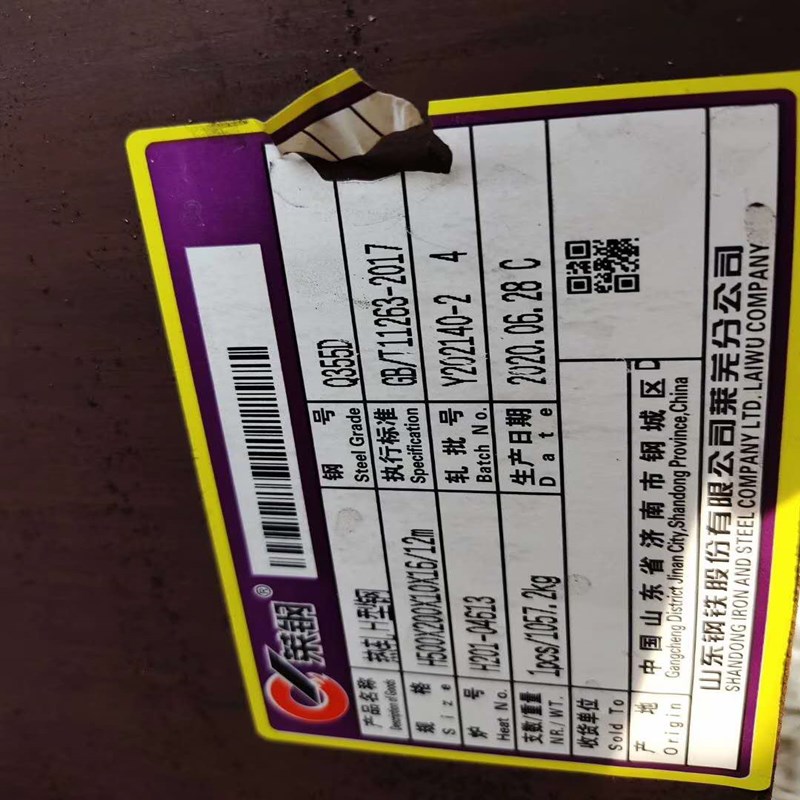 莱钢®
产品名称 热轧H型钢 钢 号 Q355D
Description of Goods Steel Grade
规 格 H500X200X10X16/12m 执行标准 GB/T11263-2017
Size Specification
炉 号 H201-04613 轧 批 号 Y202140-2 4
Heat No. Batch No.
支数/重量 1pcs/1057.2kg 生产日期 2020.06.28 C
NR./WT. Date
收货单位
Sold To
产 地 中国山东省济南市钢城区 D
Origin Gangcheng District Jinan City,Shandong Province,China
山东钢铁股份有限公司莱芜分公司
SHANDONG IRON AND STEEL COMPANY LTD. LAIWU COMPANY